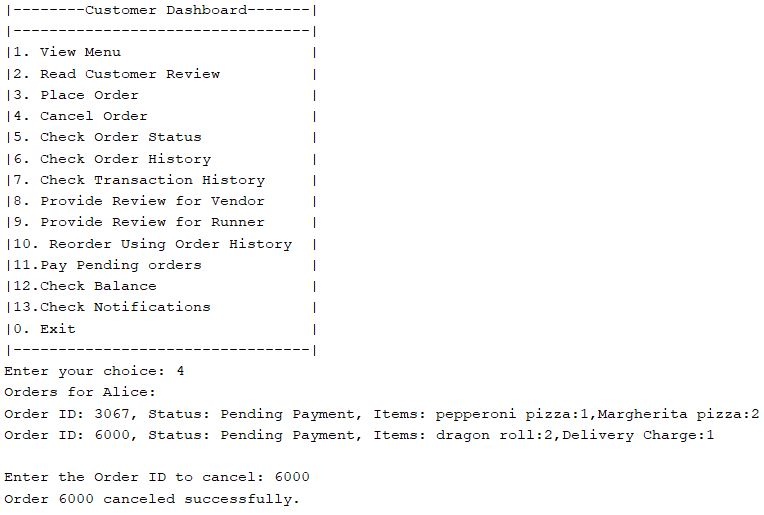 |--------Customer Dashboard-------|
|---------------------------------|
|1. View Menu                     |
|2. Read Customer Review          |
|3. Place Order                   |
|4. Cancel Order                  |
|5. Check Order Status            |
|6. Check Order History           |
|7. Check Transaction History     |
|8. Provide Review for Vendor     |
|9. Provide Review for Runner     |
|10. Reorder Using Order History  |
|11.Pay Pending orders            |
|12.Check Balance                 |
|13.Check Notifications           |
|0. Exit                          |
|---------------------------------|
Enter your choice: 4
Orders for Alice:
Order ID: 3067, Status: Pending Payment, Items: pepperoni pizza:1,Margherita pizza:2
Order ID: 6000, Status: Pending Payment, Items: dragon roll:2,Delivery Charge:1

Enter the Order ID to cancel: 6000
Order 6000 canceled successfully.